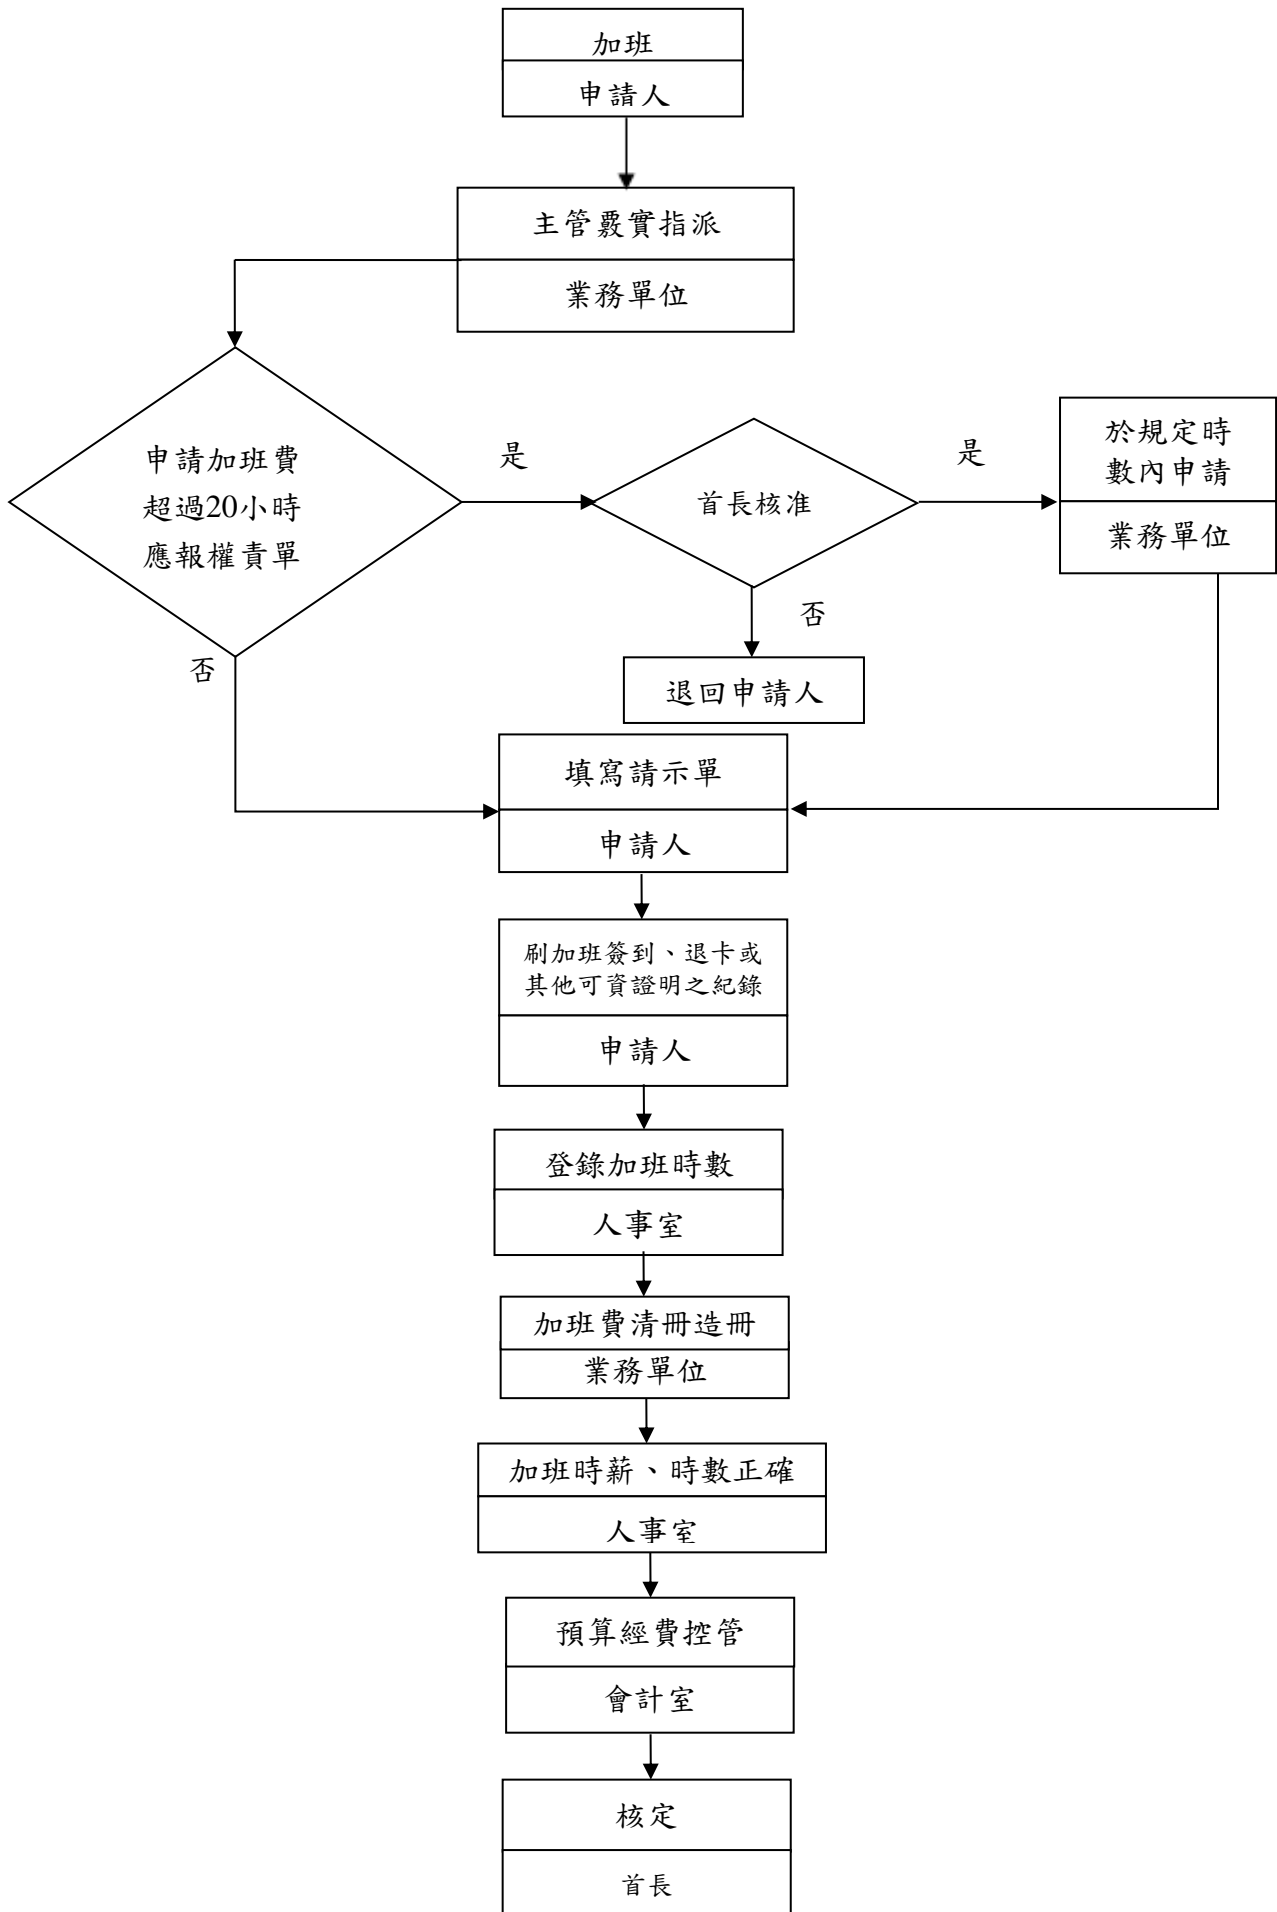 加班
申請人
主管覈實指派
業務單位
申請加班費
超過20小時
應報權責單
是
首長核准
是
於規定時
數內申請
業務單位
否
否
退回申請人
填寫請示單
申請人
刷加班簽到、退卡或
其他可資證明之紀錄
申請人
登錄加班時數
人事室
加班費清冊造冊
業務單位
加班時薪、時數正確
人事室
預算經費控管
會計室
核定
首長